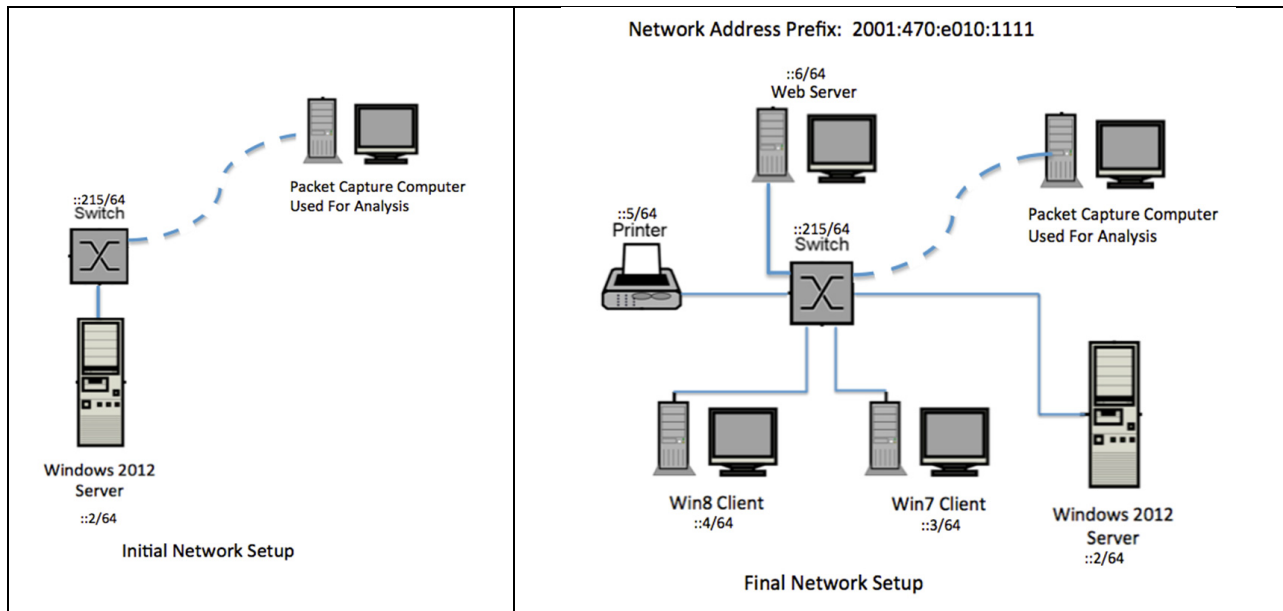 ::215/64
Switch
Packet Capture Computer
Used For Analysis
Windows 2012
Server
::2/64
Initial Network Setup
Network Address Prefix: 2001:470:e010:1111
::6/64
Web Server
::5/64
Printer
::215/64
Switch
Packet Capture Computer
Used For Analysis
Win8 Client
::4/64
Win7 Client
::3/64
Windows 2012
Server
::2/64
Final Network Setup